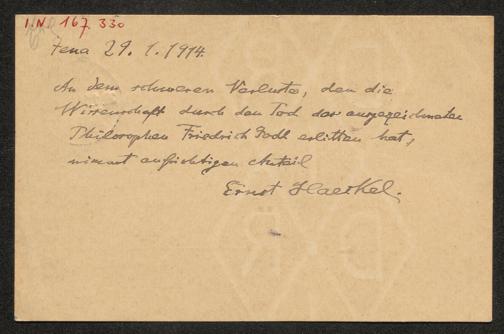 I.N. 167.330
Jena 29.1.1914.
An dem schweren Verluste, den die
Wissenschaft durch den Tod des ausgezeichneten
Philosophen Friedrich Jodl erlitten hat,
nimmt aufrichtigen Anteil
Ernst Haeckel.